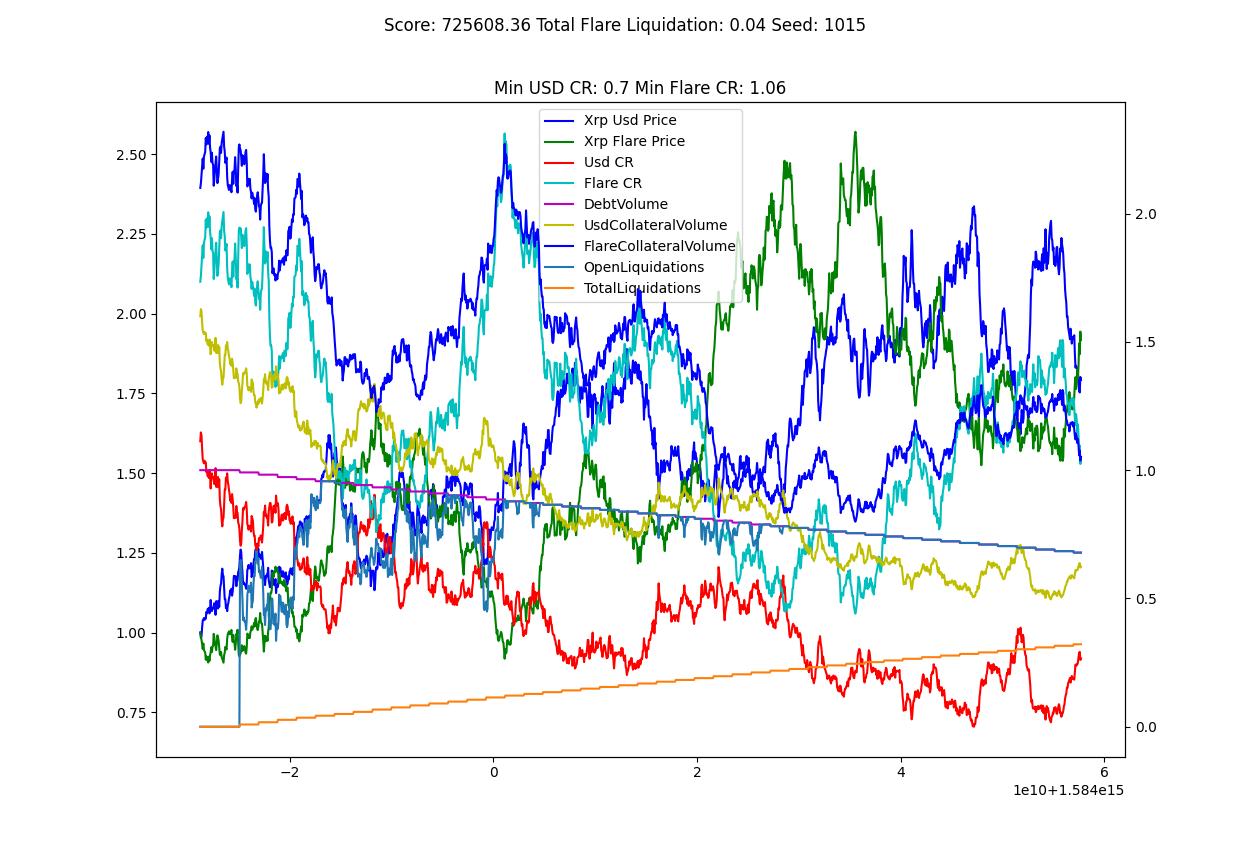 Score: 725608.36 Total Flare Liquidation: 0.04 Seed: 1015
Min USD CR: 0.7 Min Flare CR: 1.06
Xrp Usd Price
Xrp Flare Price
Usd CR
Flare CR
DebtVolume
UsdCollateralVolume
FlareCollateralVolume
OpenLiquidations
TotalLiquidations
2.50
2.25
2.00
1.75
1.50
1.25
1.00
0.75
2.0
1.5
1.0
0.5
0.0
−2 0 2 4 6
1e10+1.584e15